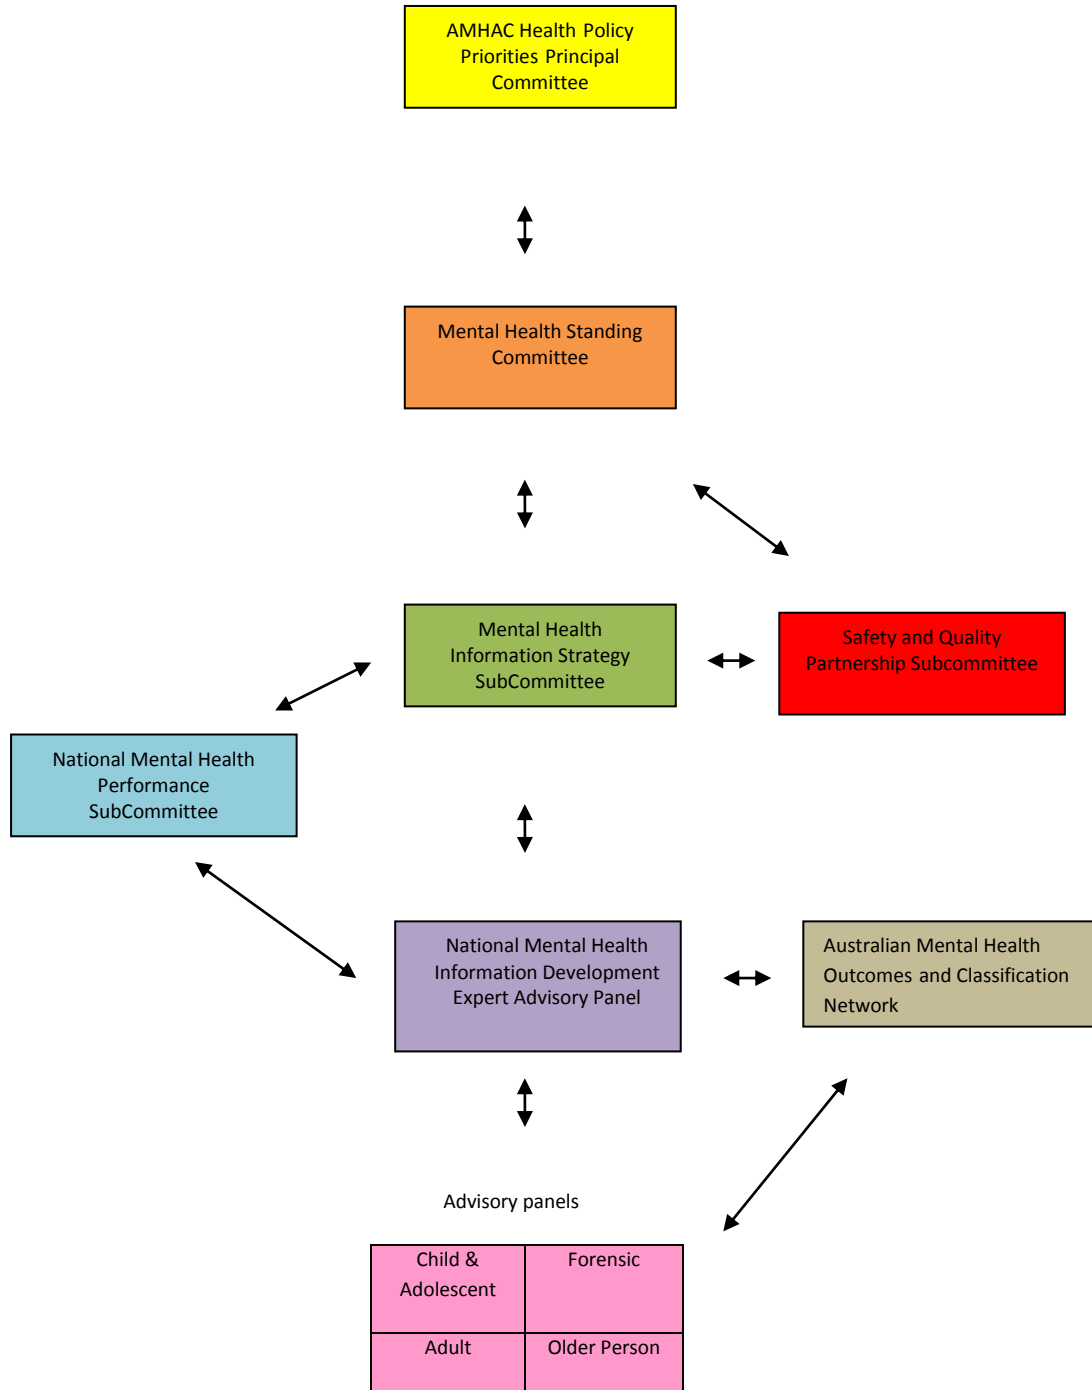 AMHAC Health Policy
Priorities Principal
Committee
Mental Health Standing
Committee
Mental Health
Information Strategy
SubCommittee
Safety and Quality
Partnership Subcommittee
National Mental Health
Performance
SubCommittee
National Mental Health
Information Development
Expert Advisory Panel
Australian Mental Health
Outcomes and Classification
Network
Advisory panels
Child &
Adolescent
Forensic
Adult
Older Person